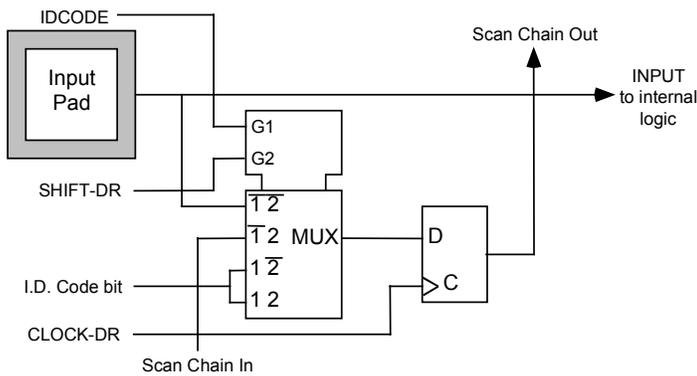 IDCODE
Scan Chain Out
Input
Pad
INPUT
to internal
logic
G1
G2
SHIFT-DR
1̅ 2̅
1̅ 2
MUX
D
1 2̅
I.D. Code bit
C
1 2
CLOCK-DR
Scan Chain In